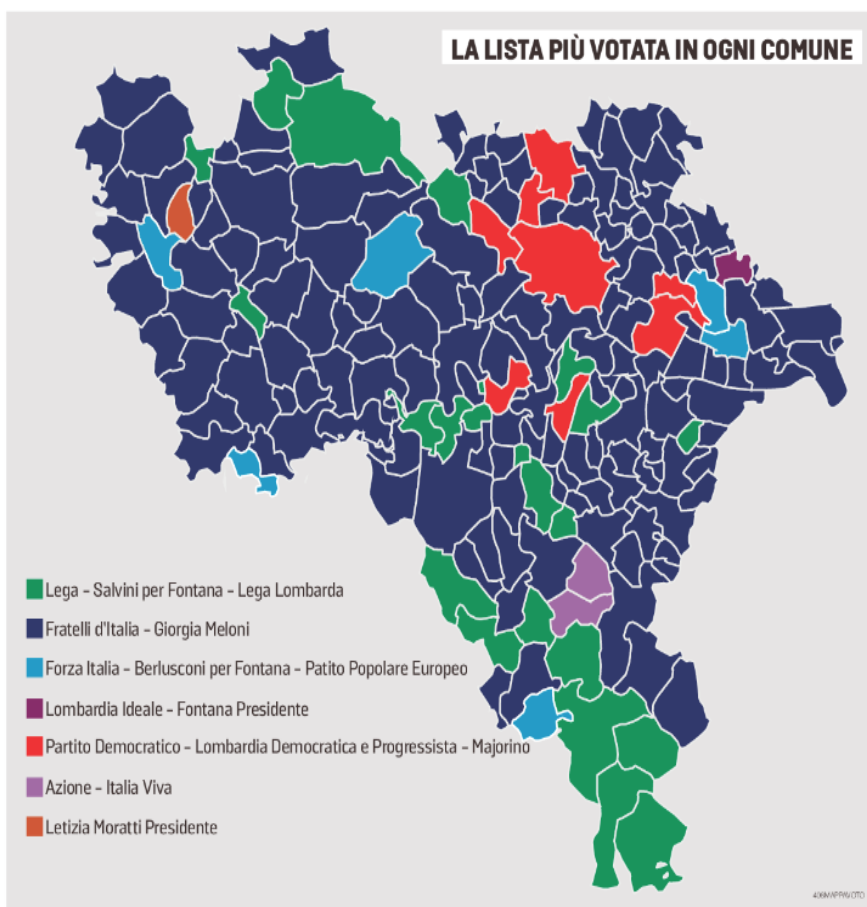 LA LISTA PIÙ VOTATA IN OGNI COMUNE
Lega - Salvini per Fontana - Lega Lombarda
Fratelli d'Italia - Giorgia Meloni
Forza Italia - Berlusconi per Fontana - Patito Popolare Europeo
Lombardia Ideale - Fontana Presidente
Partito Democratico - Lombardia Democratica e Progressista - Majorino
Azione - Italia Viva
Letizia Moratti Presidente